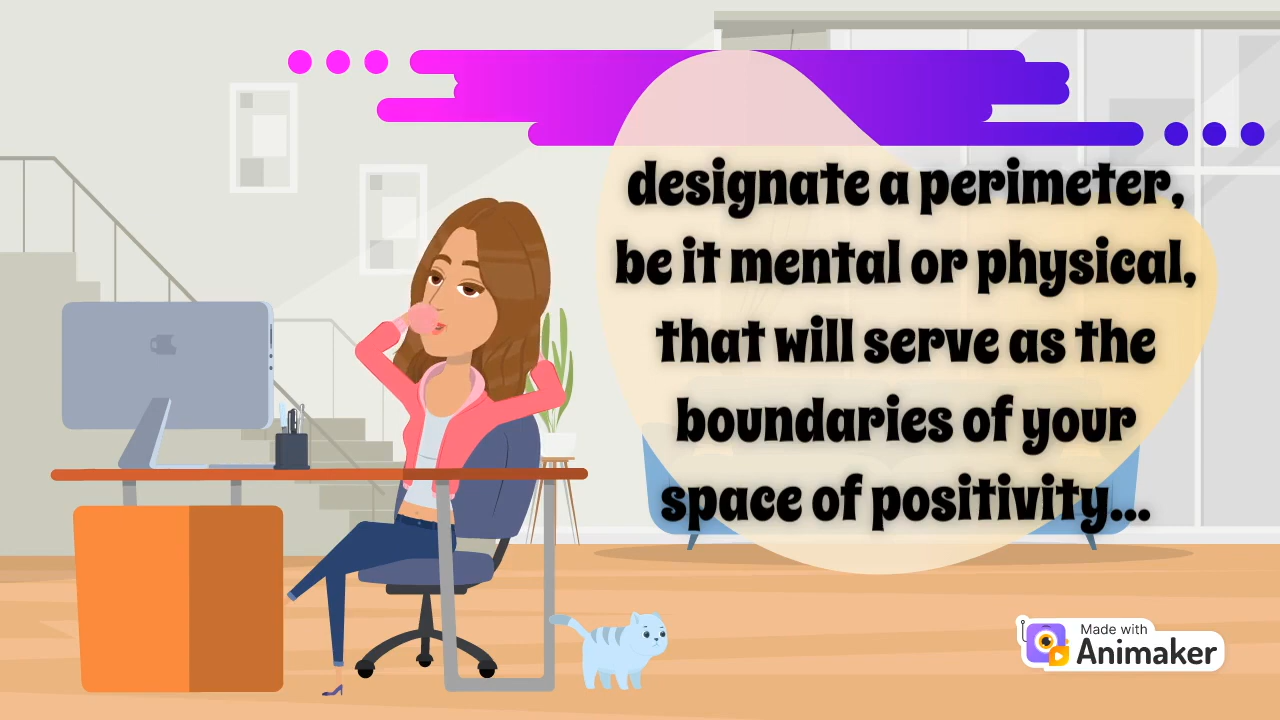 designate a perimeter,
be it mental or physical,
that will serve as the
boundaries of your
space of positivity...
Made with
Animaker